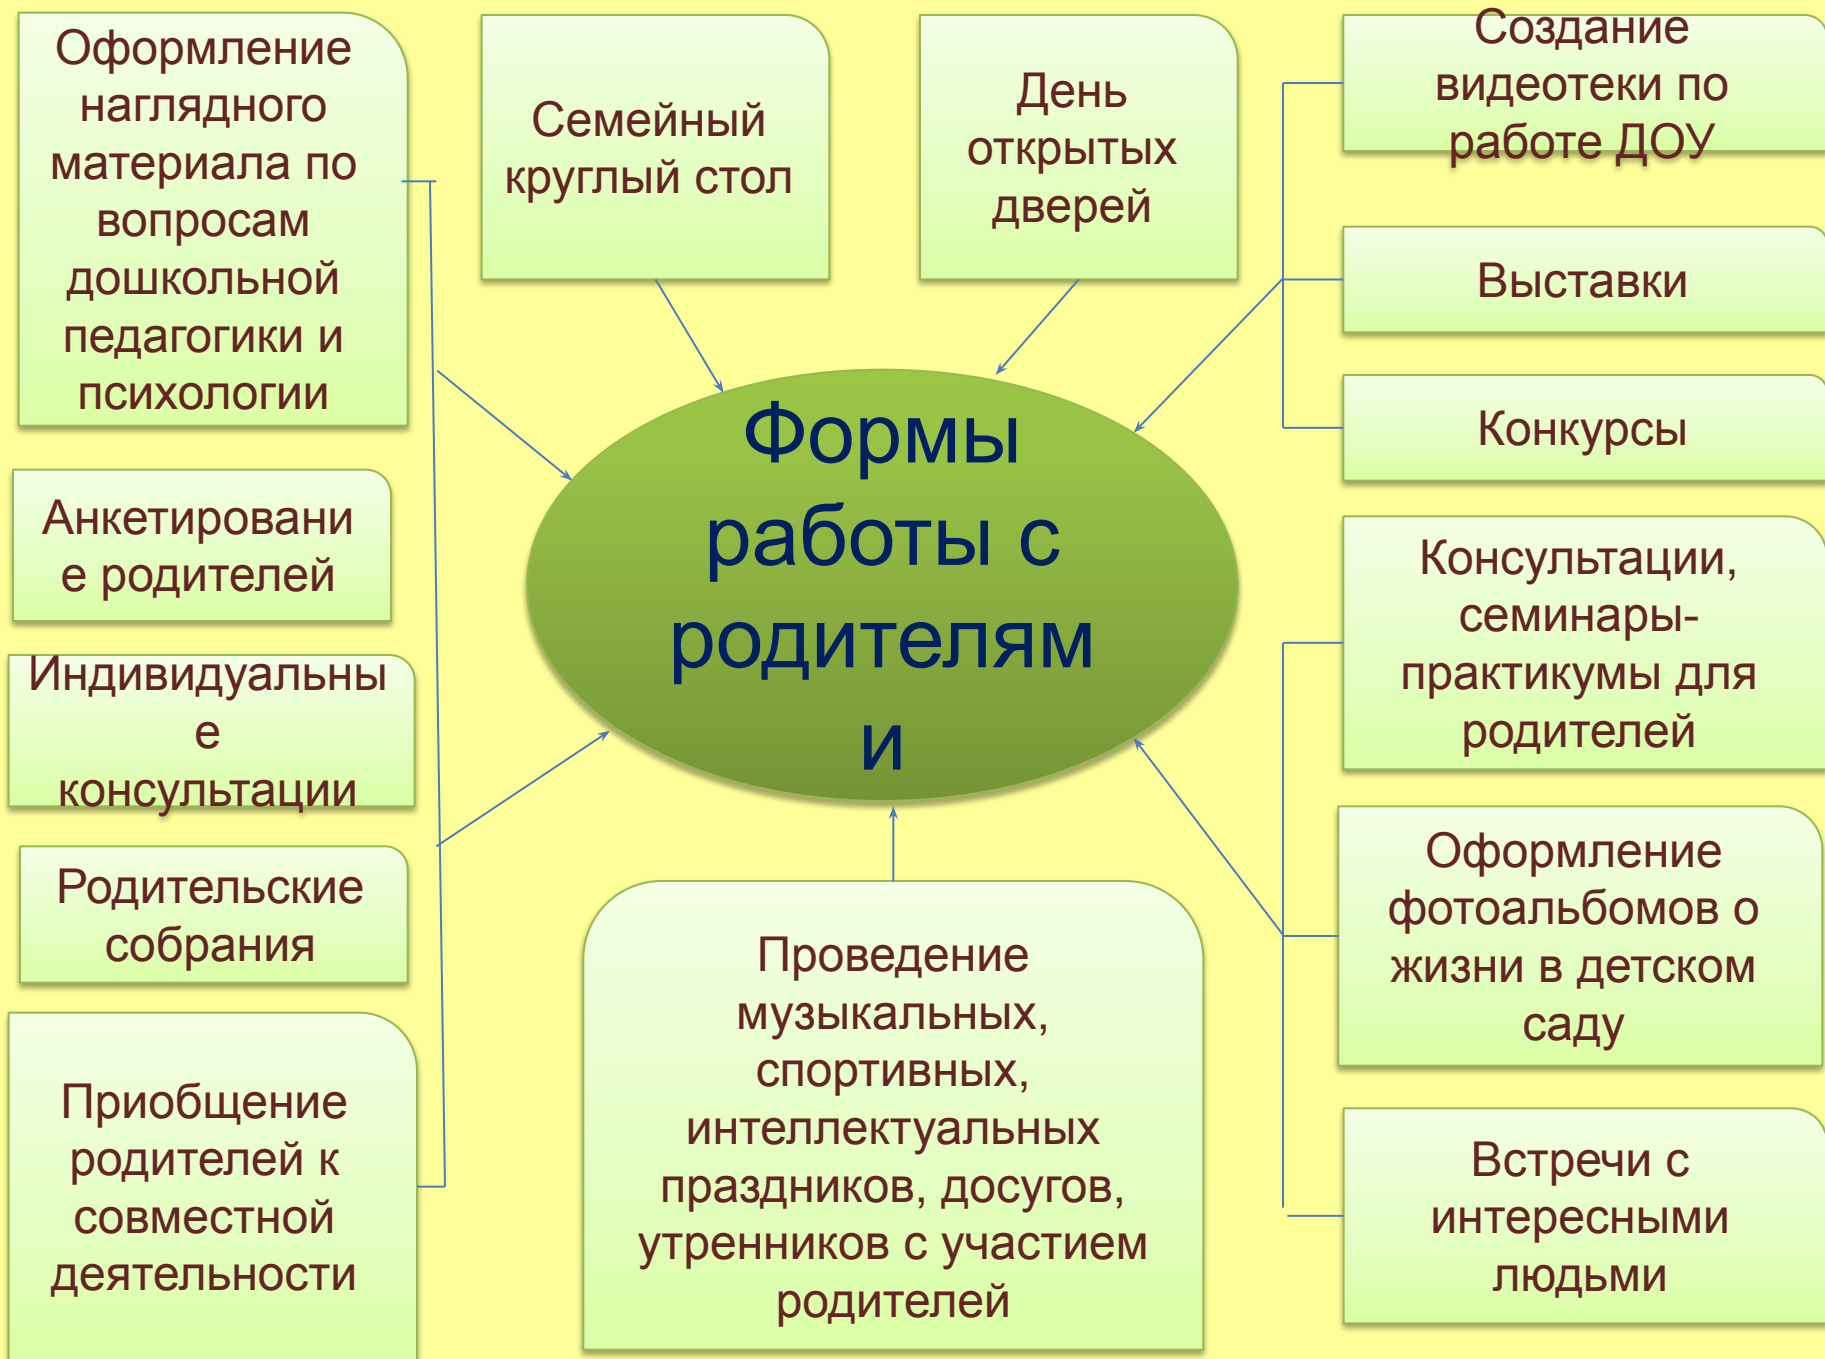 Оформление
наглядного
материала по
вопросам
дошкольной
педагогики и
психологии
Семейный
круглый стол
День
открытых
дверей
Создание
видеотеки по
работе ДОУ
Выставки
Конкурсы
Анкетировани
е родителей
Индивидуальны
е
консультации
Родительские
собрания
Приобщение
родителей к
совместной
деятельности
Формы
работы с
родителям
и
Проведение
музыкальных,
спортивных,
интеллектуальных
праздников, досугов,
утренников с участием
родителей
Консультации,
семинары-
практикумы для
родителей
Оформление
фотоальбомов о
жизни в детском
саду
Встречи с
интересными
людьми